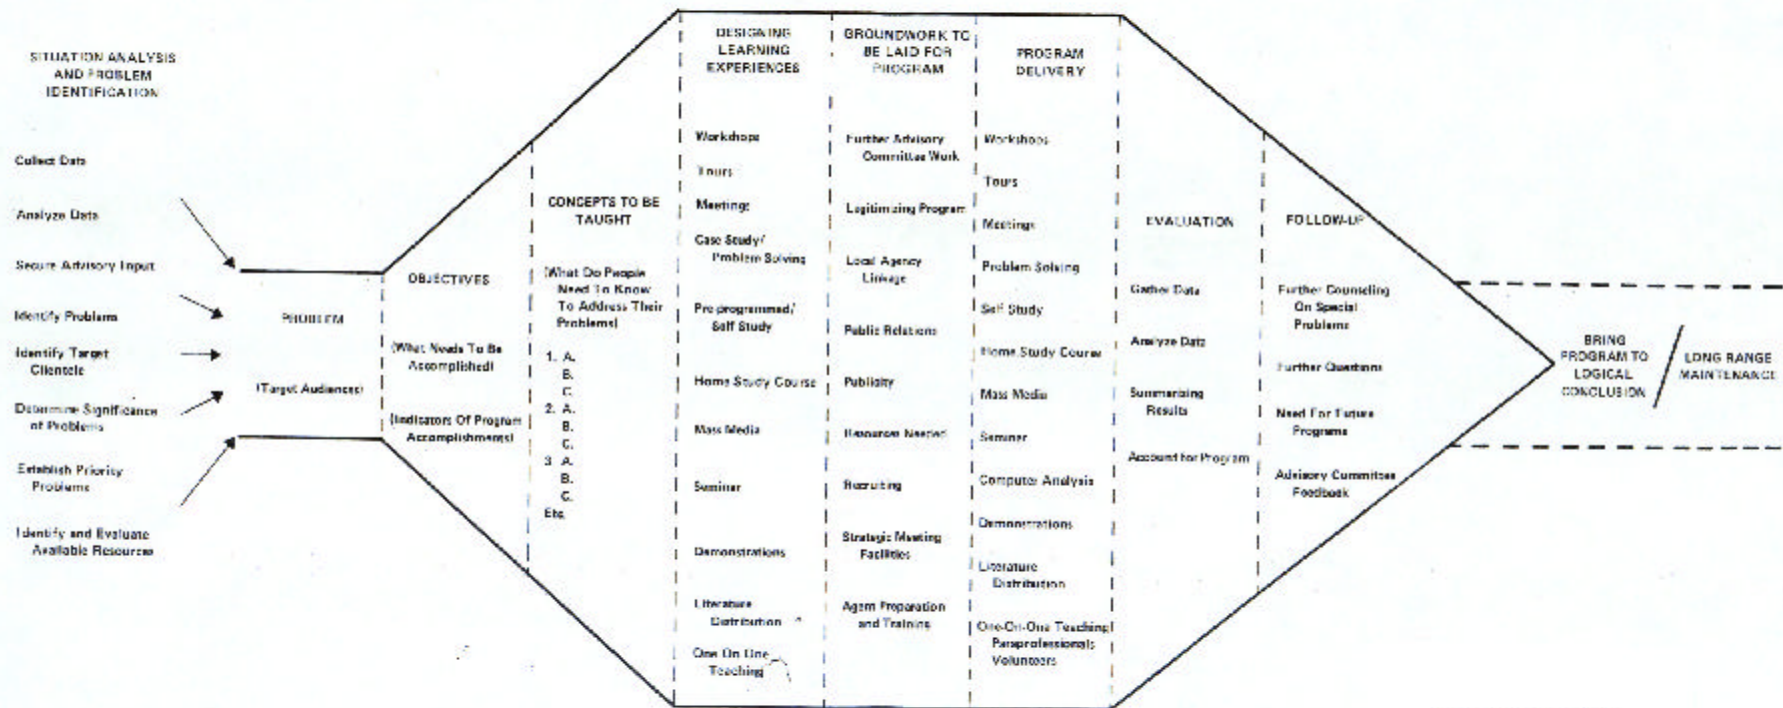 SITUATION ANALYSIS
AND PROBLEM
IDENTIFICATION
Collect Data
Analyze Data
Secure Advisory Input
Identify Problems
Identify Target
Clientele
Determine Significance
of Problems
Establish Priority
Problems
Identify and Evaluate
Available Resources
PROBLEM
(Target Audiences)
OBJECTIVES
(What Needs To Be
Accomplished)
(Indicators Of Program
Accomplishments)
CONCEPTS TO BE
TAUGHT
(What Do People
Need To Know
To Address Their
Problems)
1. A.
B.
C.
2. A.
B.
C.
3 A.
B.
C.
Etc.
DESIGNING
LEARNING
EXPERIENCES
Workshops
Tours
Meetings
Case Study/
Problem Solving
Pre-programmed/
Self Study
Home Study Course
Mass Media
Seminar
Demonstrations
Literature
Distribution
One On One
Teaching
GROUNDWORK TO
BE LAID FOR
PROGRAM
Further Advisory
Committee Work
Legitimizing Program
Local Agency
Linkage
Public Relations
Publicity
Resources Needed
Recruiting
Strategic Meeting
Facilities
Agent Preparation
and Training
PROGRAM
DELIVERY
Workshops
Tours
Meetings
Problem Solving
Self Study
Home Study Course
Mass Media
Seminar
Computer Analysis
Demonstrations
Literature
Distribution
One-On-One Teaching
Paraprofessionals
Volunteers
EVALUATION
Gather Data
Analyze Data
Summarizing
Results
Account for Program
FOLLOW-UP
Further Counseling
On Special
Problems
Further Questions
Need For Future
Programs
Advisory Committee
Feedback
BRING
PROGRAM TO
LOGICAL
CONCLUSION
/
LONG RANGE
MAINTENANCE